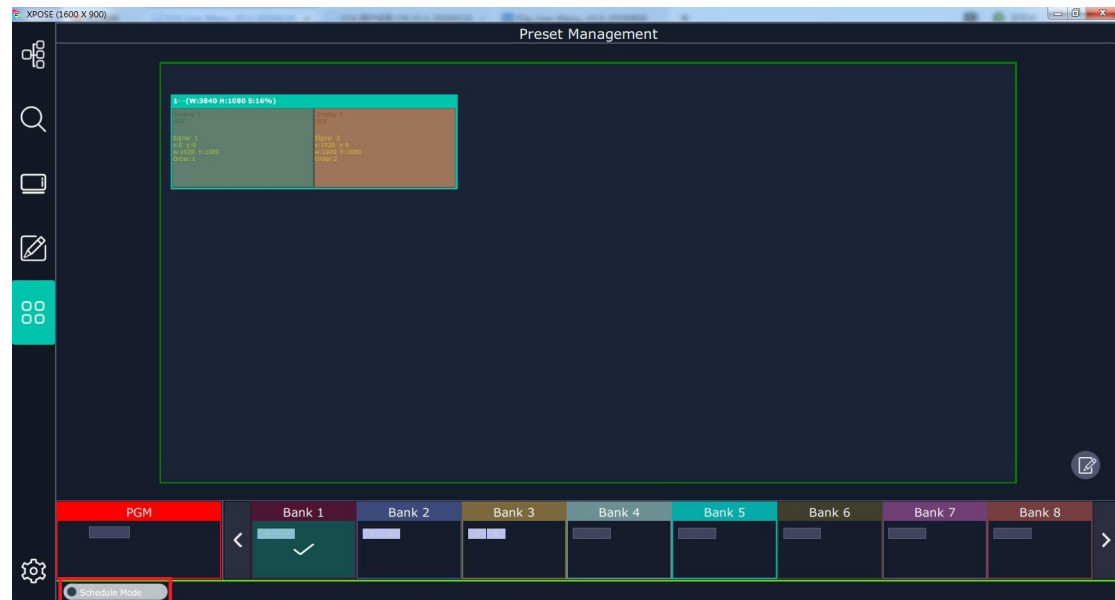 XPOSE (1600 X 900)
Preset Management
1- -(W:3840 H:1080 S:16%)
Signal 1
x:0 y:0
w:1920 h:1080
Order:1
Signal 2
x:1920 y:0
w:1920 h:1080
Order:2
PGM
Bank 1
Bank 2
Bank 3
Bank 4
Bank 5
Bank 6
Bank 7
Bank 8
Schedule Mode